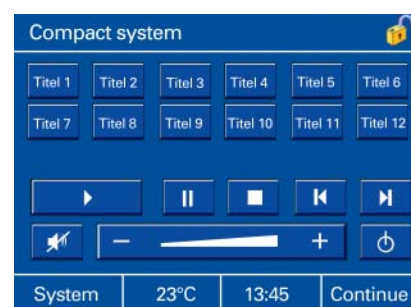 Compact system
Titel 1 Titel 2 Titel 3 Titel 4 Titel 5 Titel 6
Titel 7 Titel 8 Titel 9 Titel 10 Titel 11 Titel 12
System 23°C 13:45 Continue